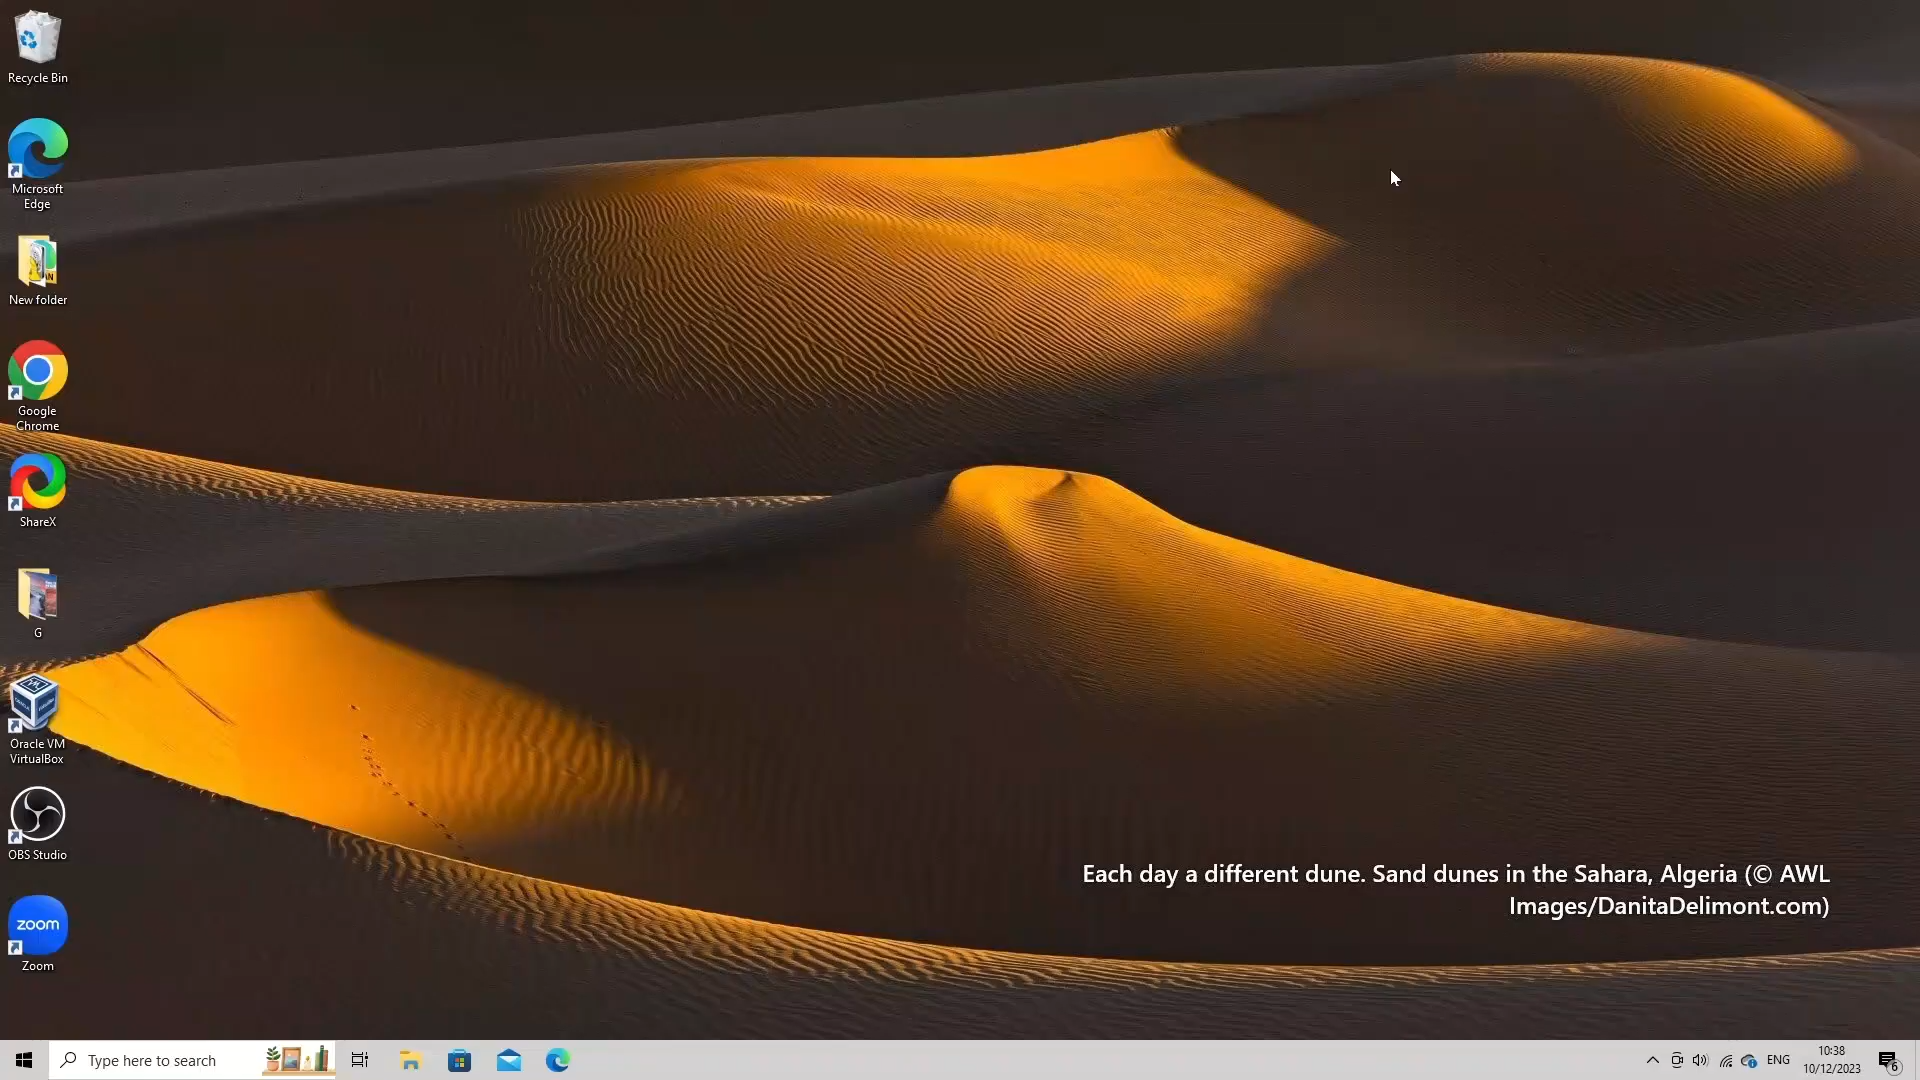 Recycle Bin
Microsoft
Edge
New folder
Google
Chrome
ShareX
G
Oracle VM
VirtualBox
OBS Studio
zoom
Zoom
Each day a different dune. Sand dunes in the Sahara, Algeria (© AWL
Images/DanitaDelimont.com)
Type here to search
ENG
10:38
10/12/2023
6